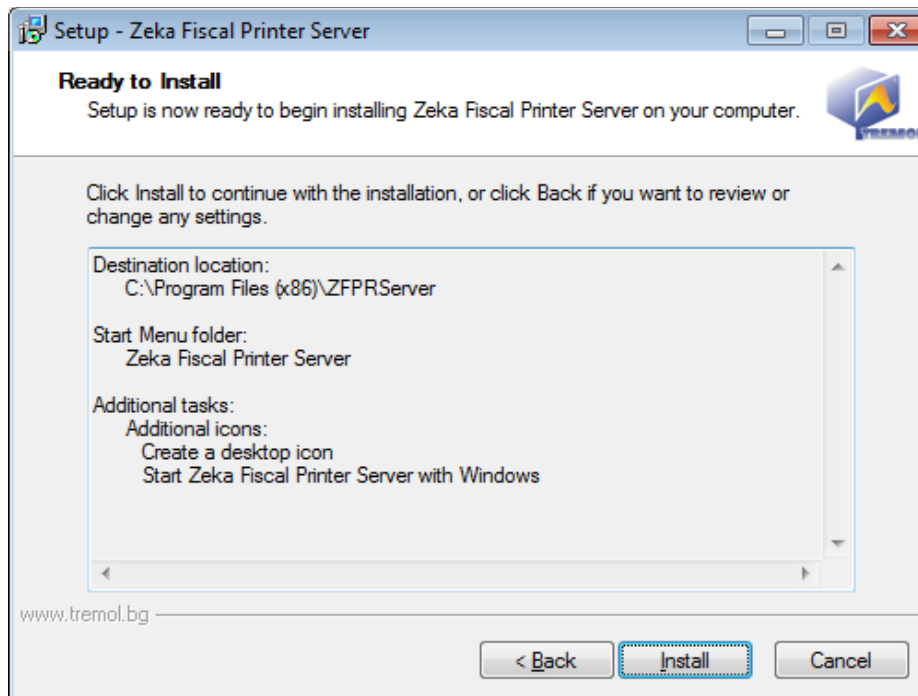 Setup - Zeka Fiscal Printer Server
Ready to Install
Setup is now ready to begin installing Zeka Fiscal Printer Server on your computer.
TREMOL
Click Install to continue with the installation, or click Back if you want to review or
change any settings.
Destination location:
C:\Program Files (x86)\ZFPRServer
Start Menu folder:
Zeka Fiscal Printer Server
Additional tasks:
Additional icons:
Create a desktop icon
Start Zeka Fiscal Printer Server with Windows
www.tremol.bg
< Back
Install
Cancel